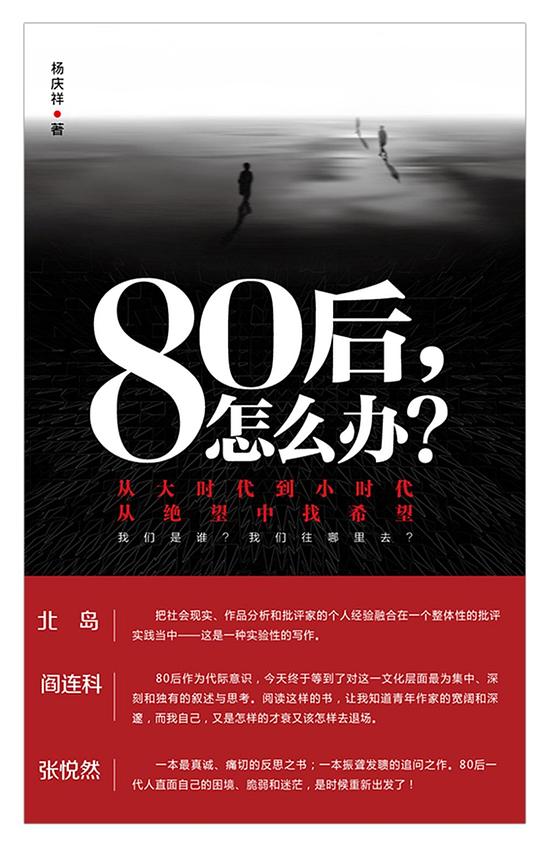 杨庆祥●著
80后，
怎么办？
从大时代到小时代
从绝望中找希望
我们是谁？我们往哪里去？
北岛
把社会现实、作品分析和批评家的个人经验融合在一个整体性的批评
实践当中——这是一种实验性的写作。
阎连科
80后作为代际意识，今天终于等到了对这一文化层面最为集中、深
刻和独有的叙述与思考。阅读这样的书，让我知道青年作家的宽阔和深
邃，而我自己，又是怎样的才衰又该怎样去退场。
张悦然
一本最真诚、痛切的反思之书；一本振聋发聩的追问之作。80后一
代人直面自己的困境、脆弱和迷茫，是时候重新出发了！